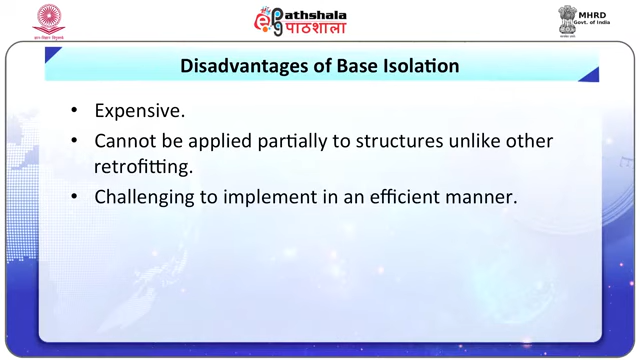 ePathshala
पाठशाला
MHRD
Govt. of India
Disadvantages of Base Isolation
• Expensive.
• Cannot be applied partially to structures unlike other
retrofitting.
• Challenging to implement in an efficient manner.